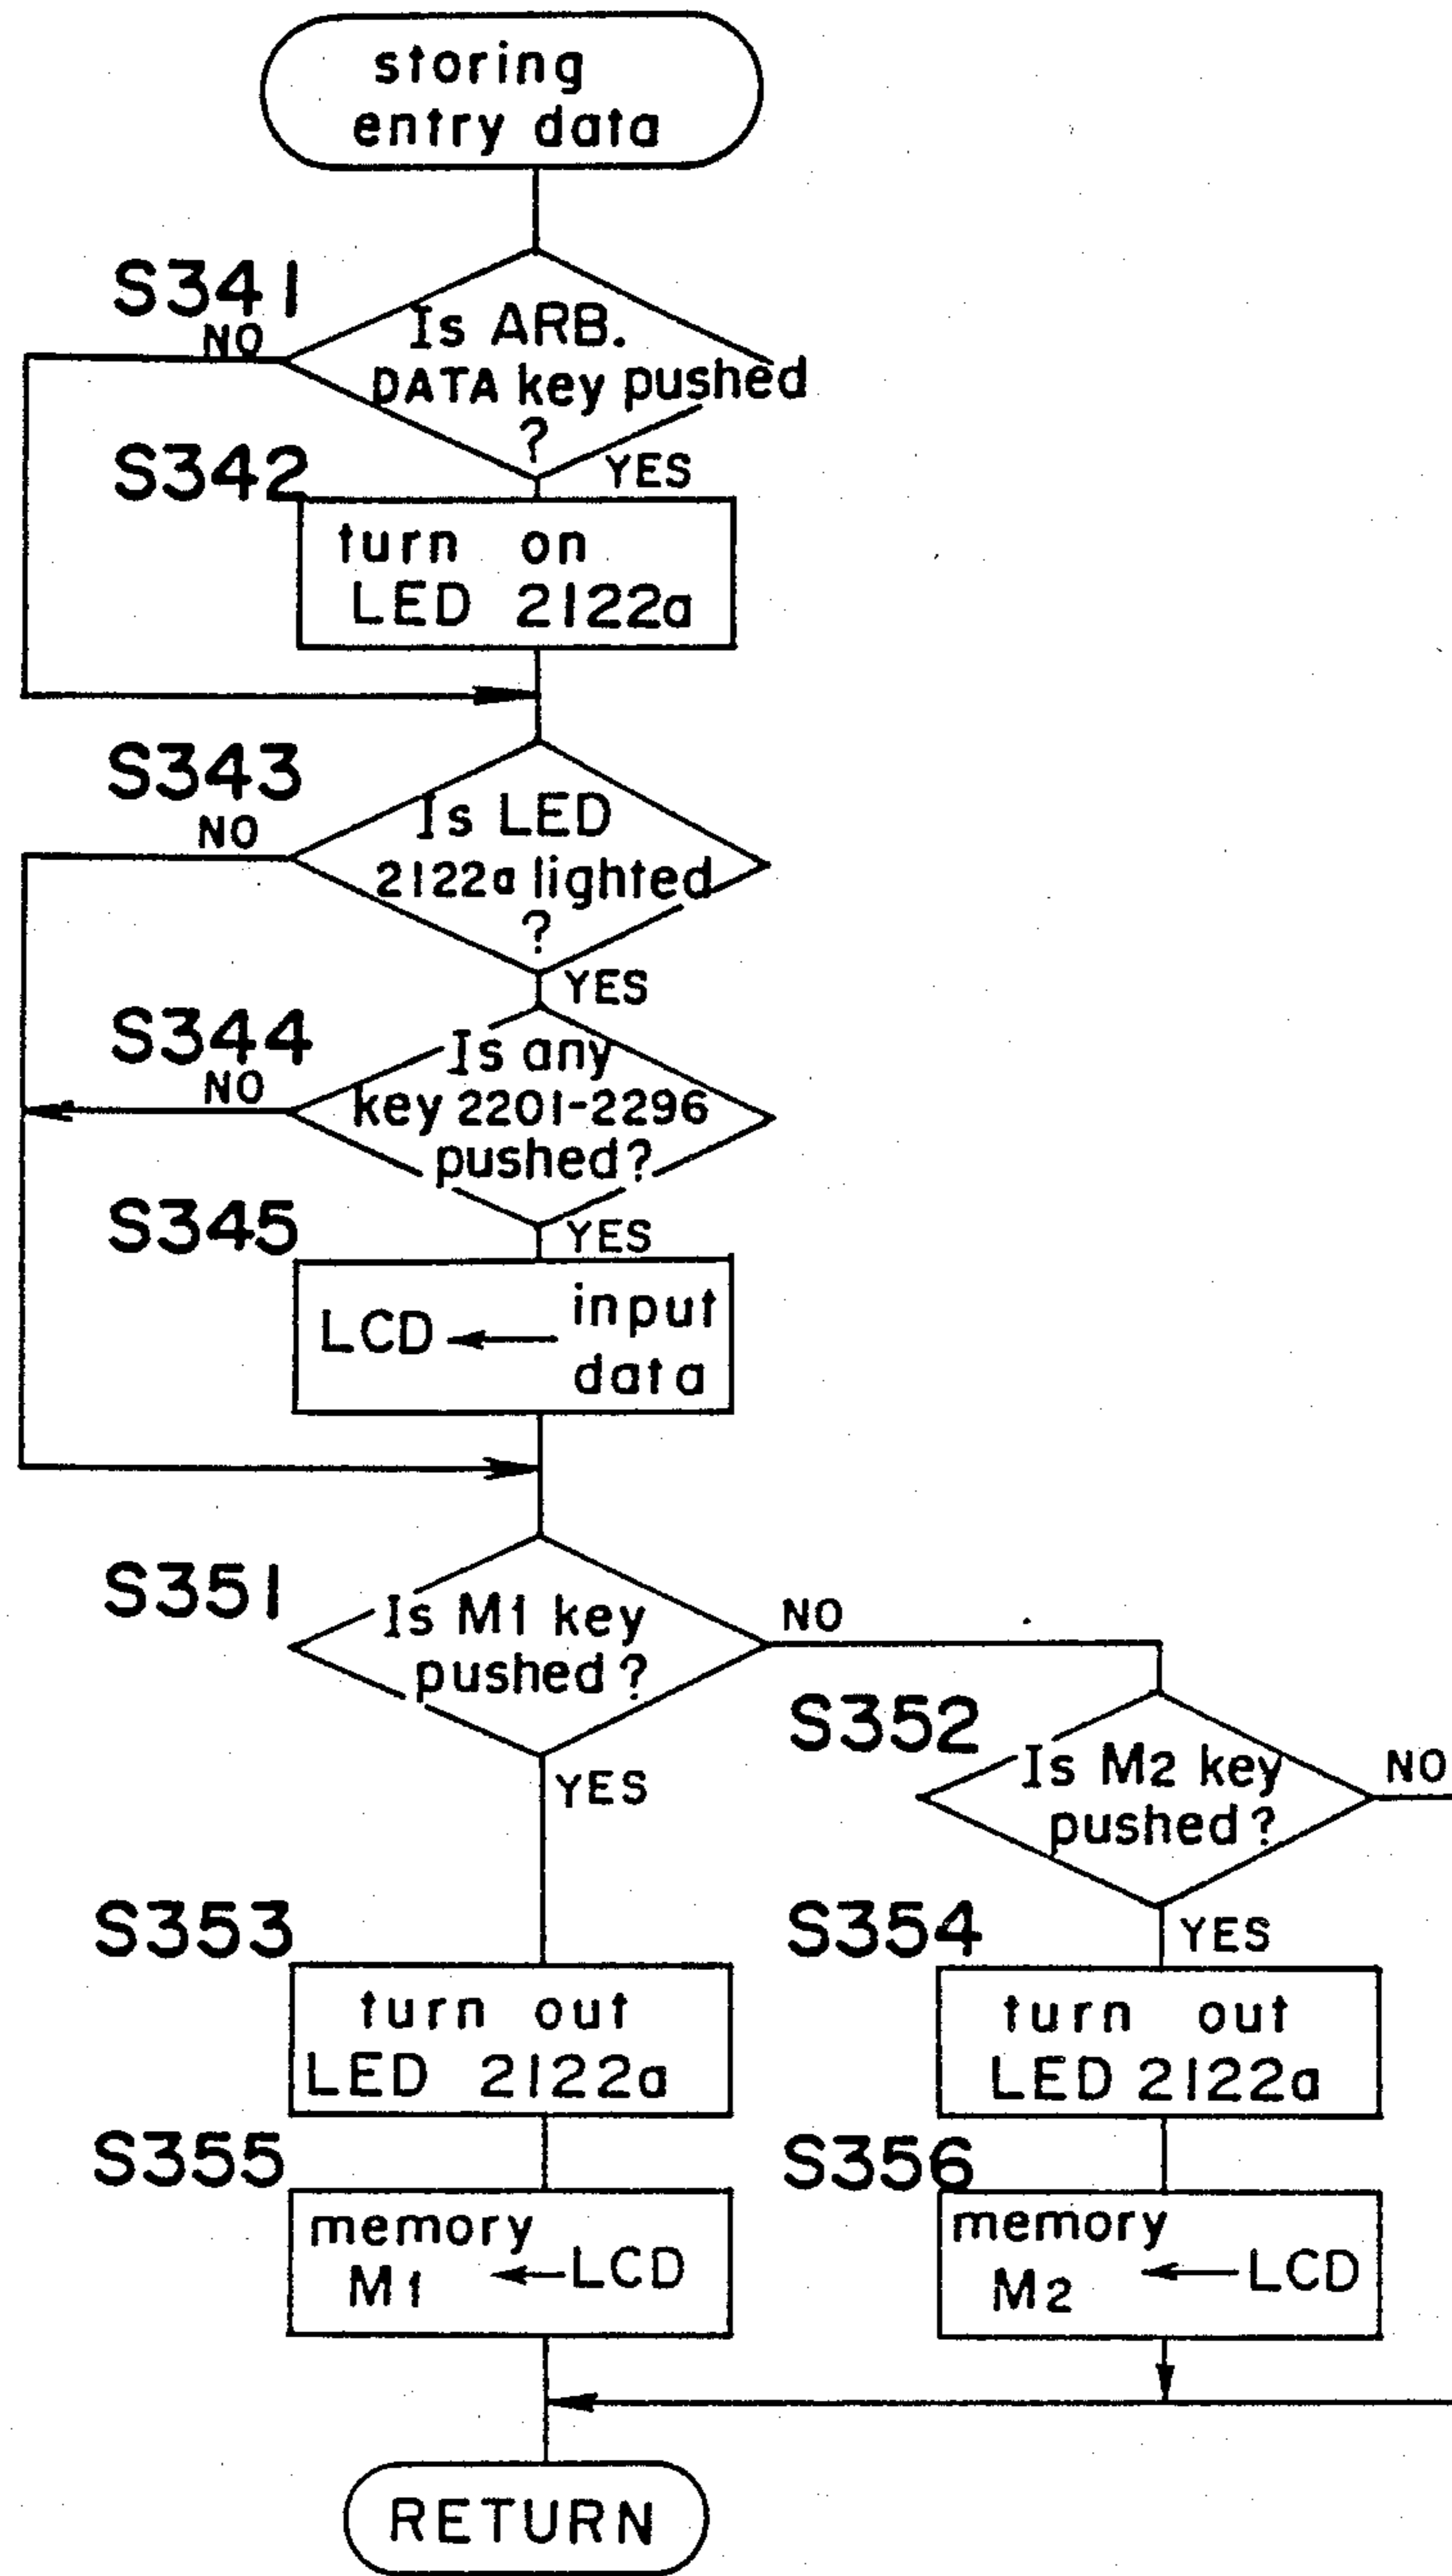 storing
entry data
S341
NO
Is ARB.
DATA key pushed
?
YES
S342
turn on
LED 2122a
S343
NO
Is LED
2122a lighted
?
YES
S344
NO
Is any
key 2201-2296
pushed?
YES
S345
LCD ← input
data
S351
Is M1 key
pushed?
NO
YES
S352
Is M2 key
pushed?
NO
YES
S353
turn out
LED 2122a
S354
turn out
LED 2122a
S355
memory
M1 ← LCD
S356
memory
M2 ← LCD
RETURN